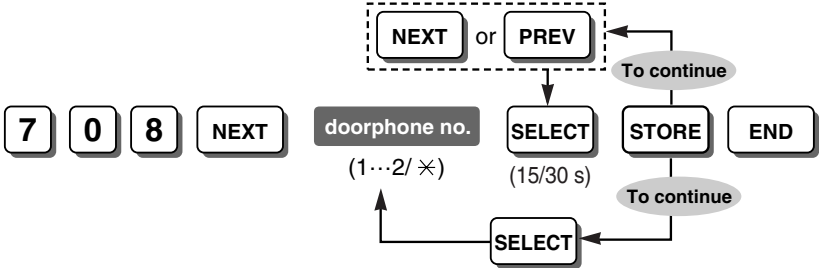 NEXT or PREV
To continue
7 0 8 NEXT doorphone no. SELECT STORE END
(1···2/ ✳) (15/30 s)
To continue
SELECT